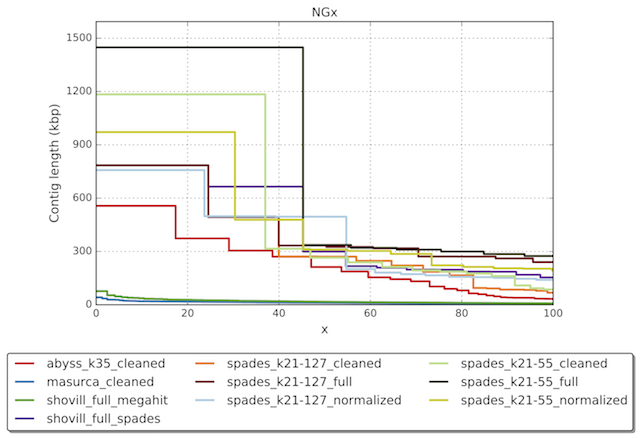 NGx
1500
1200
900
600
300
0
Contig length (kbp)
0 20 40 60 80 100
x
abyss_k35_cleaned spades_k21-127_cleaned spades_k21-55_cleaned
masurca_cleaned spades_k21-127_full spades_k21-55_full
shovill_full_megahit spades_k21-127_normalized spades_k21-55_normalized
shovill_full_spades